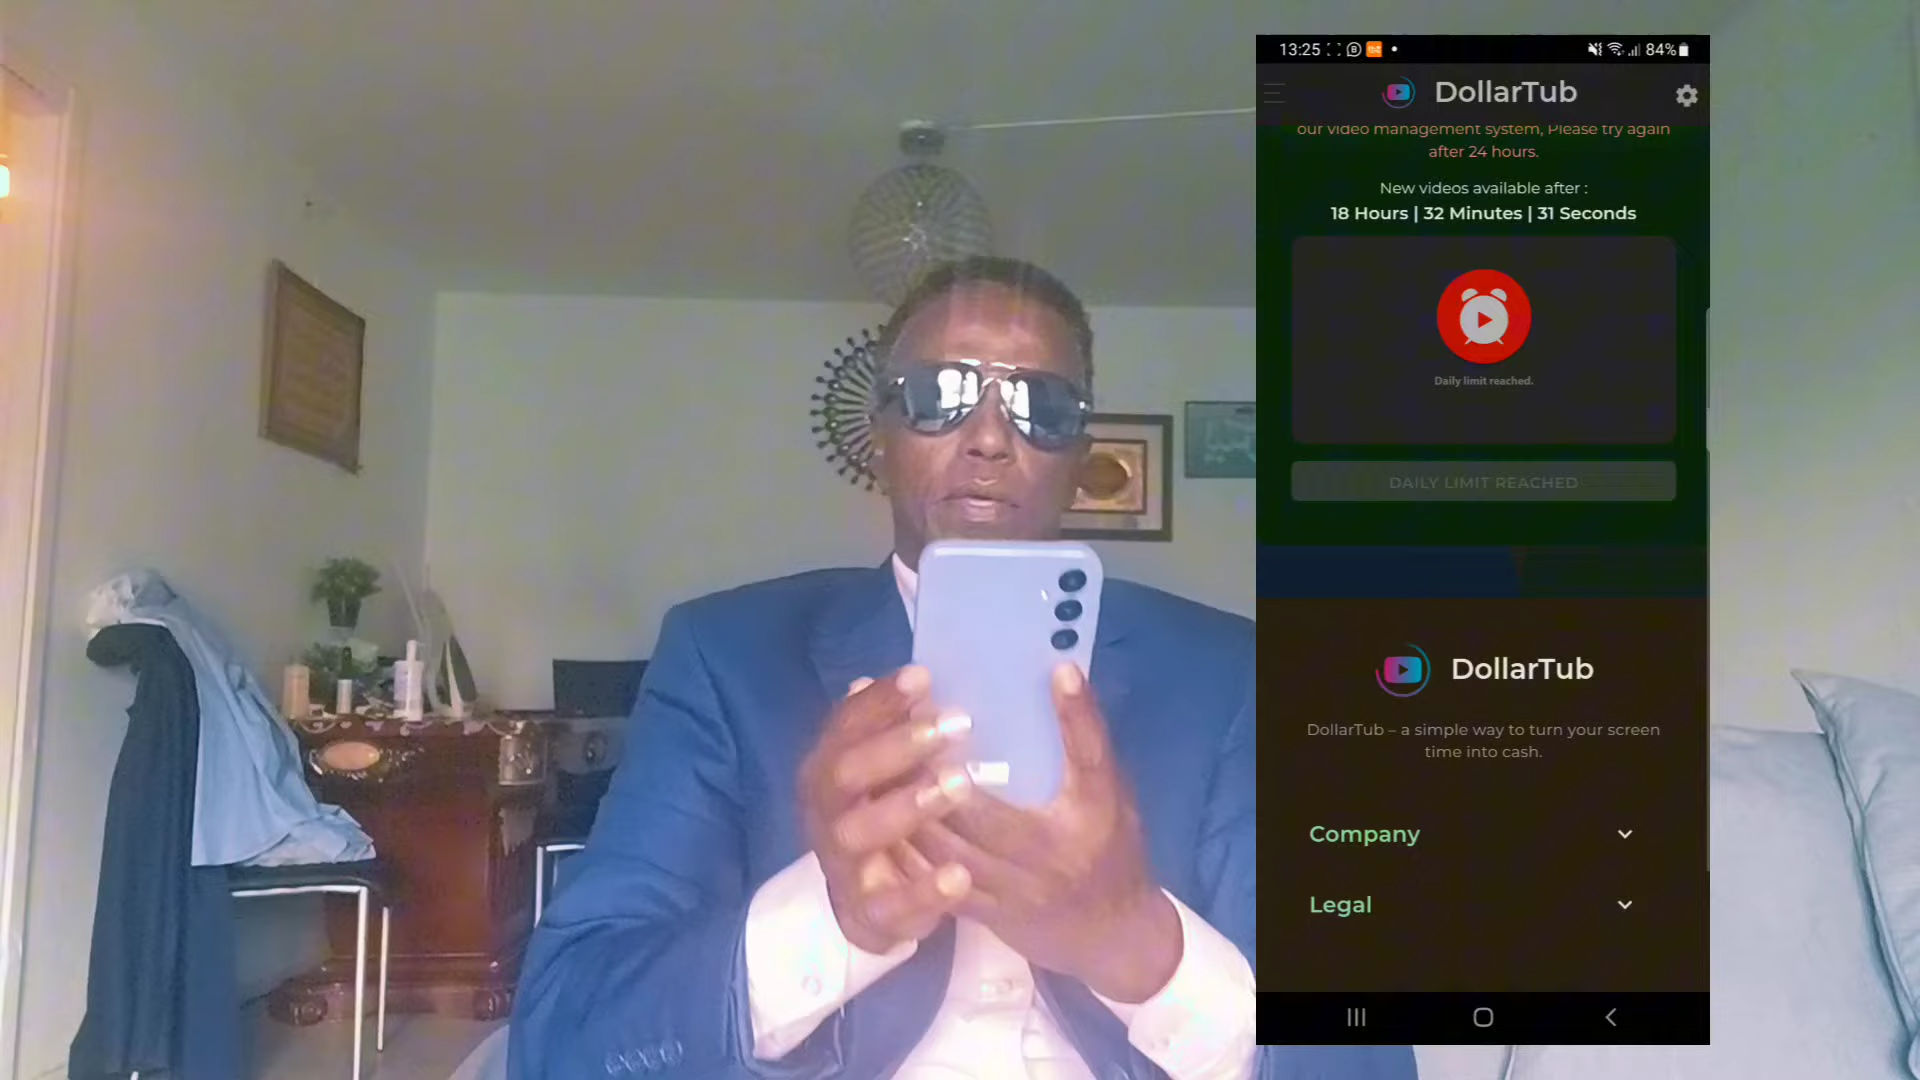 13:25
84%
DollarTub
our video management system, Please try again
after 24 hours.
New videos available after :
18 Hours | 32 Minutes | 31 Seconds
Daily limit reached.
DAILY LIMIT REACHED
DollarTub
DollarTub – a simple way to turn your screen
time into cash.
Company
Legal